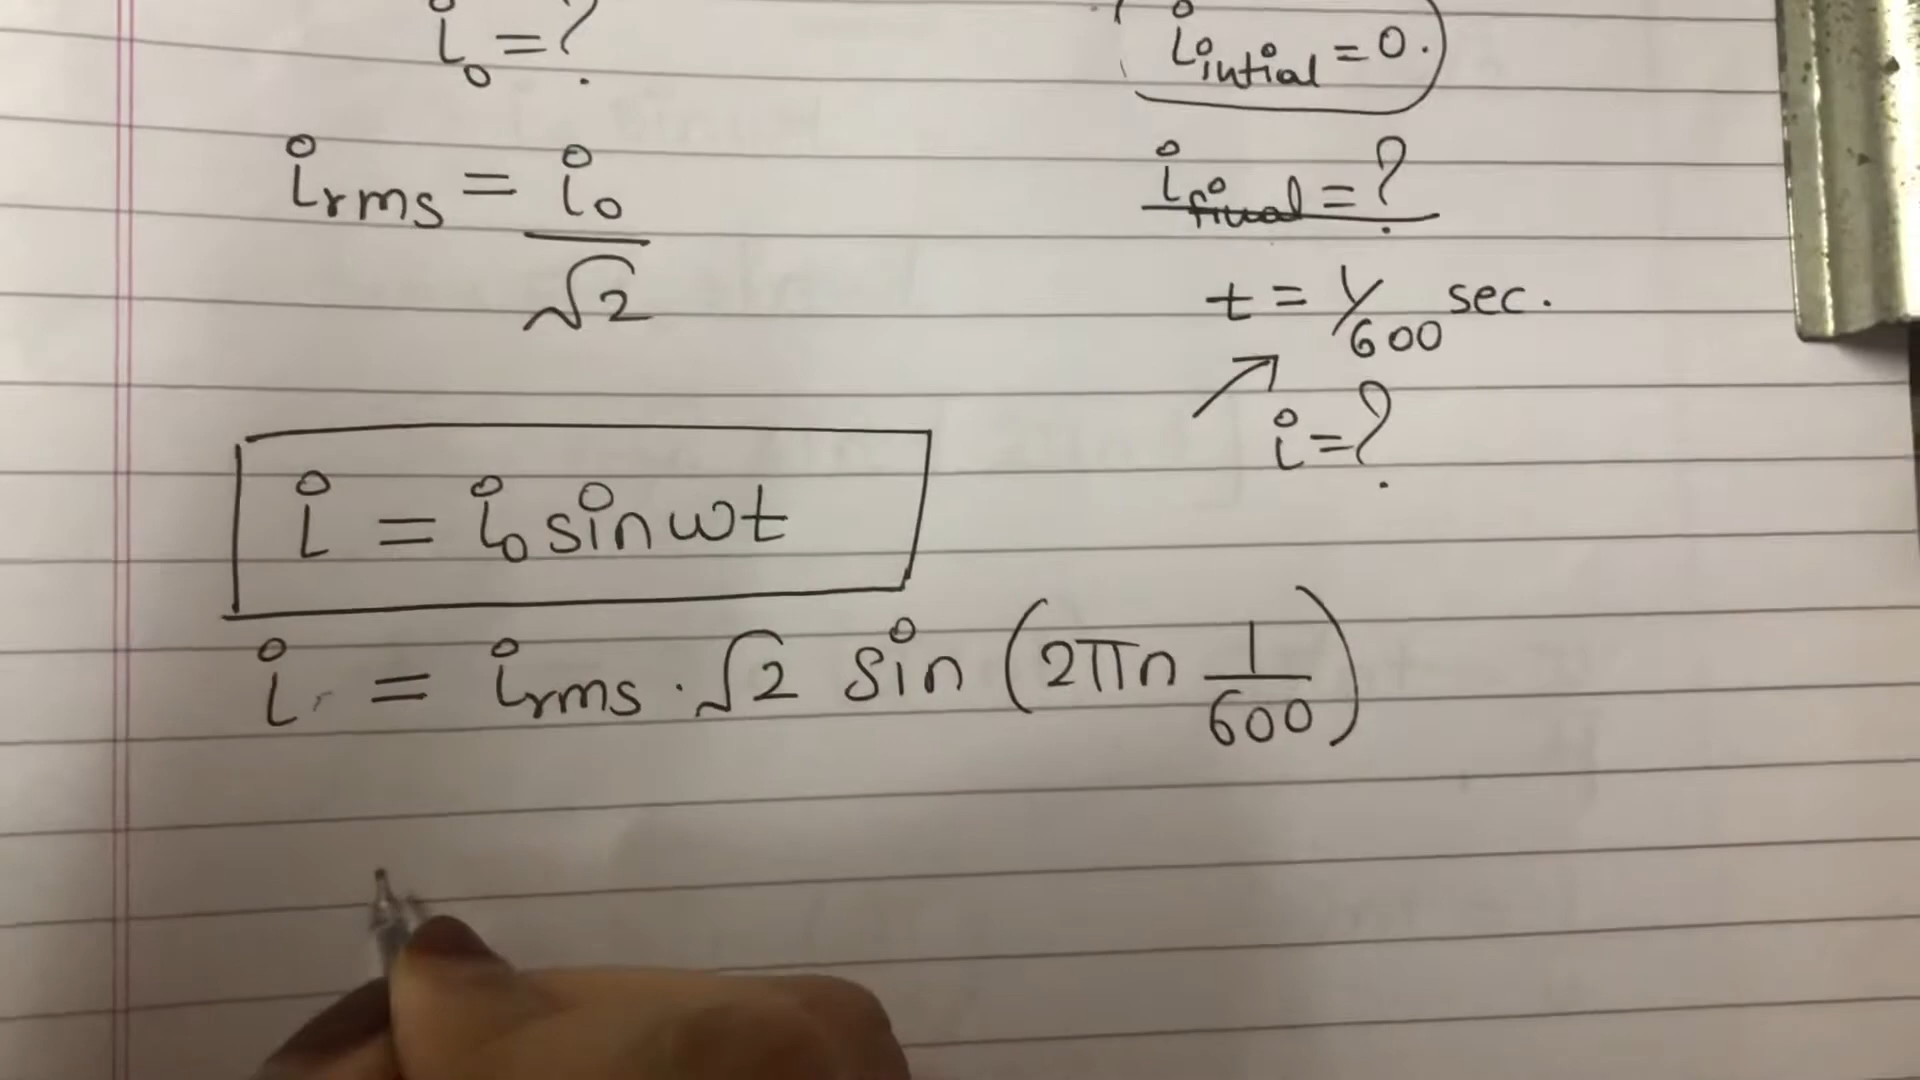 i₀ = ?
i_intial = 0.
i_rms = i₀/√2
i_final = ?
t = 1/600 sec.
i = ?
i = i₀ sin ωt
i = i_rms · √2 sin (2πn 1/600)